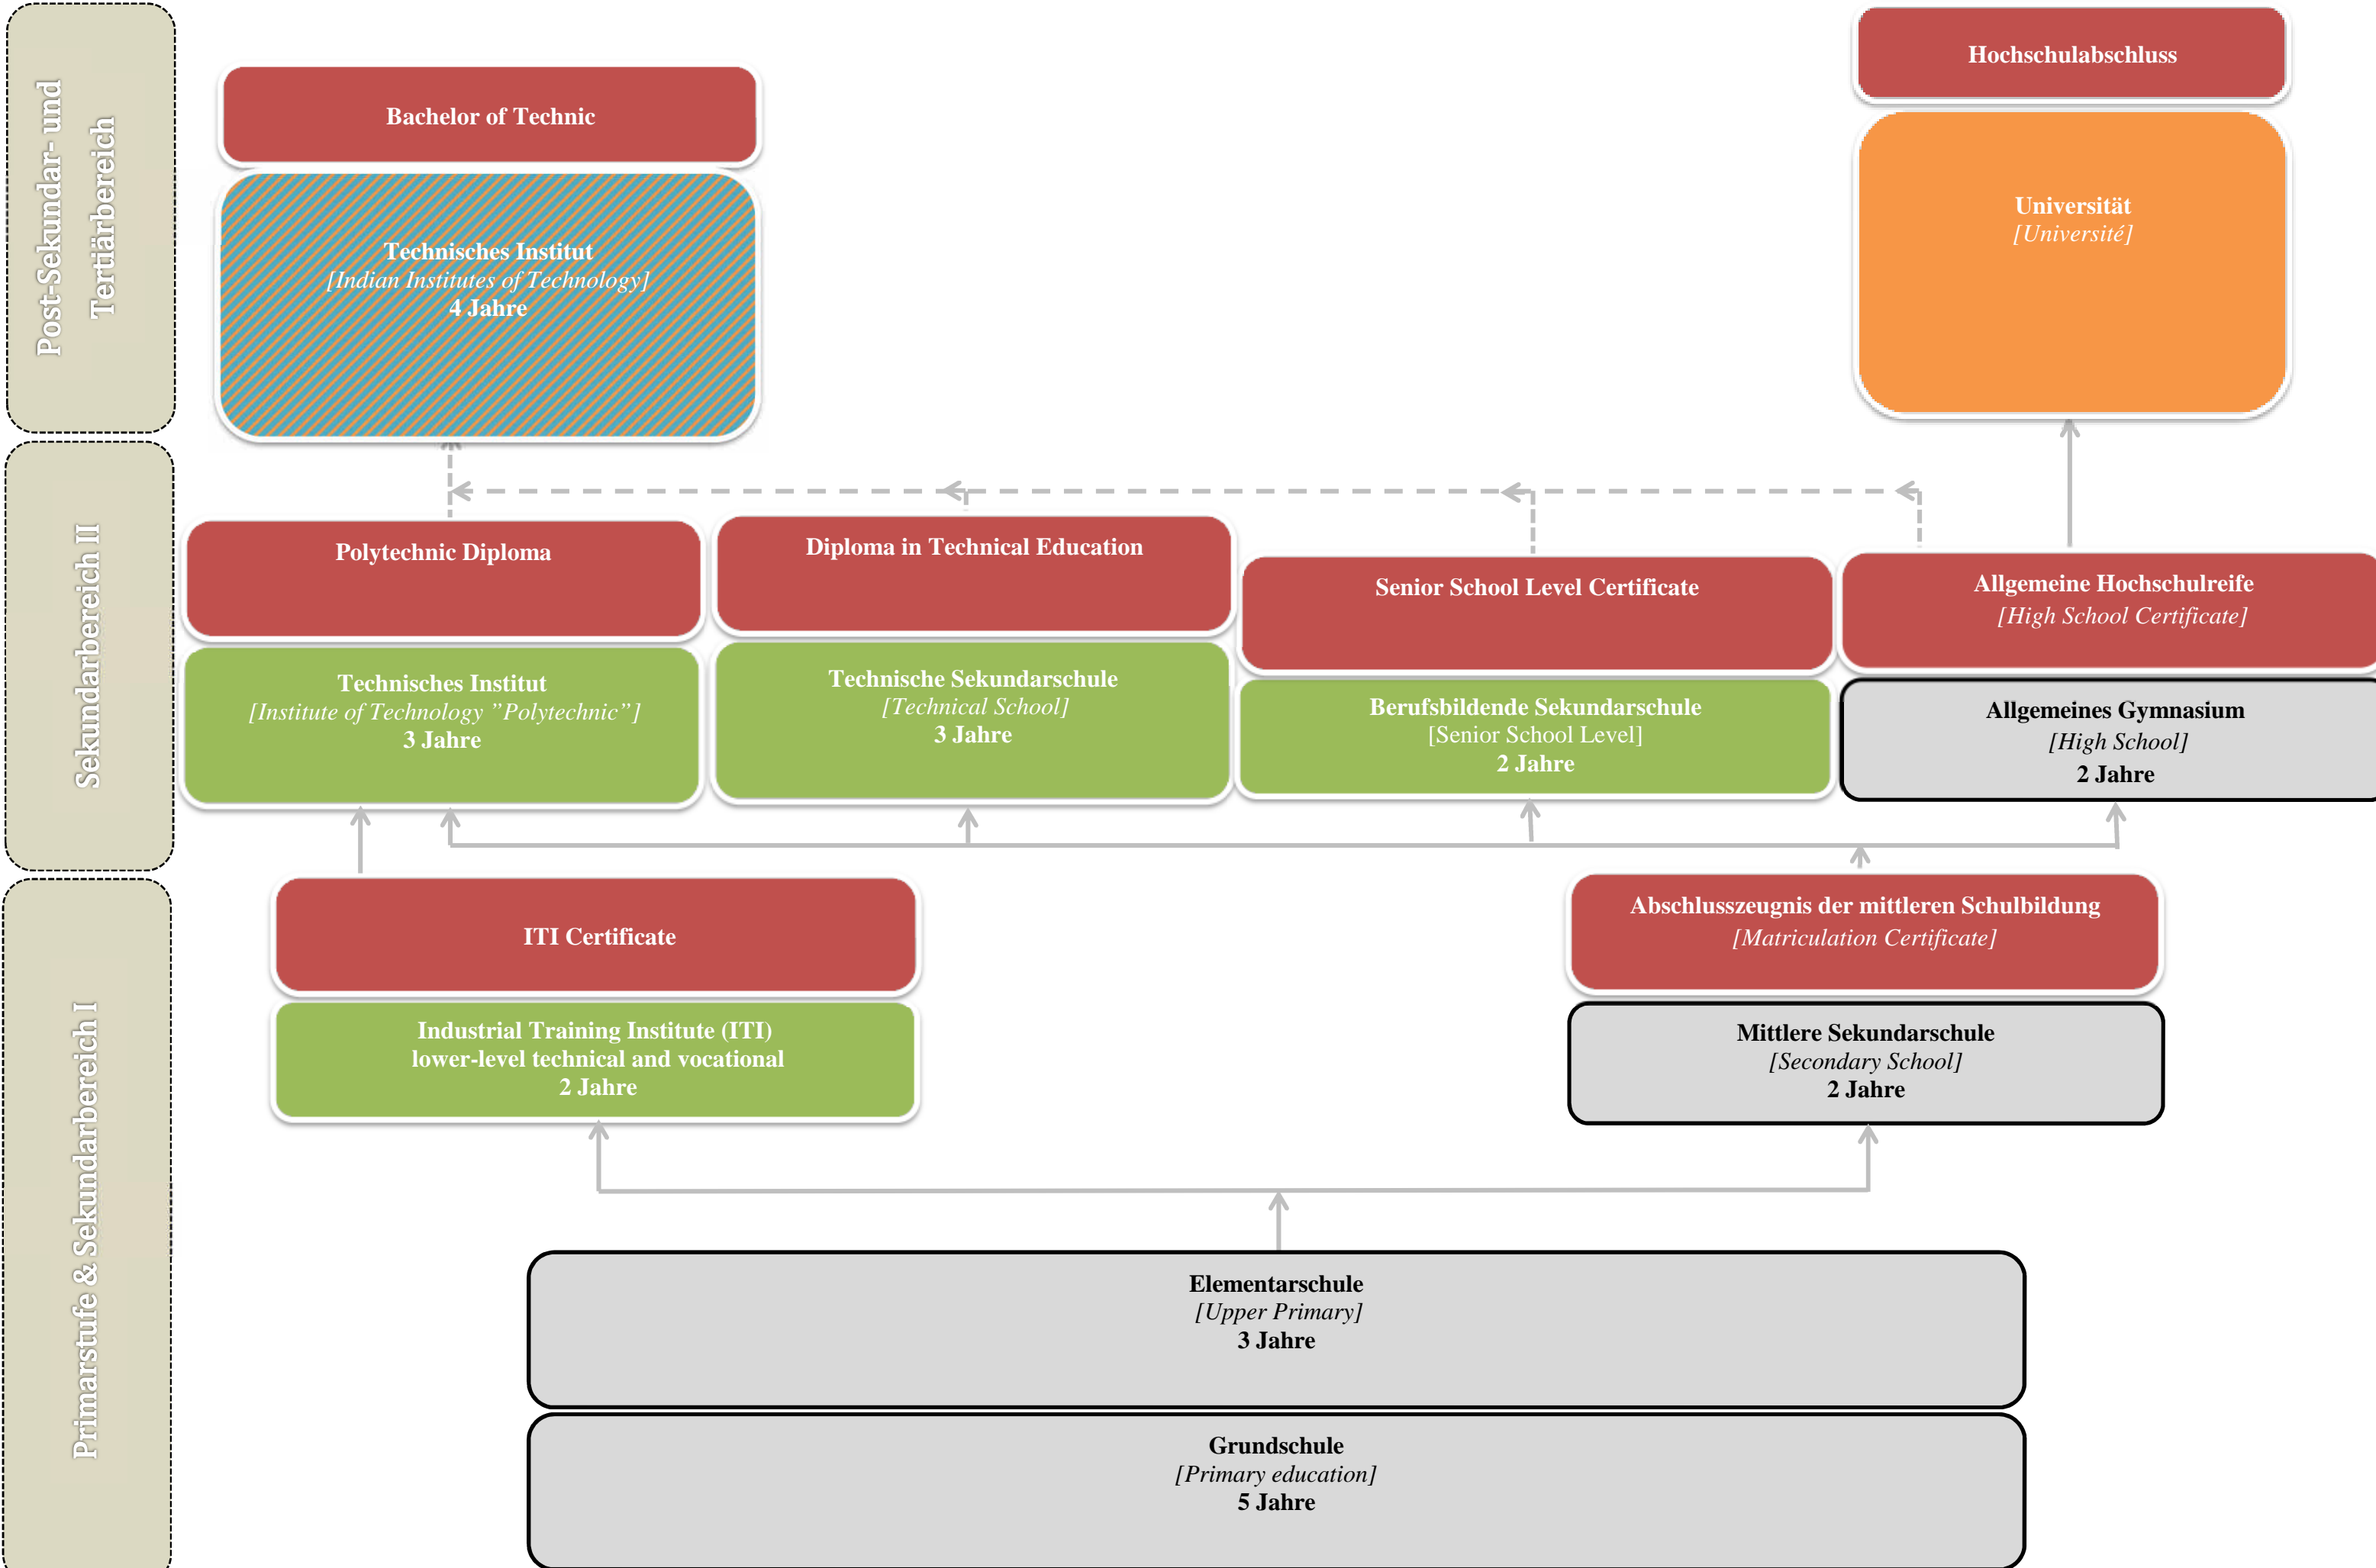 Post-Sekundar- und
Tertiärbereich
Bachelor of Technic
Technisches Institut
[Indian Institutes of Technology]
4 Jahre
Hochschulabschluss
Universität
[Université]
Sekundarbereich II
Polytechnic Diploma
Technisches Institut
[Institute of Technology ”Polytechnic”]
3 Jahre
Diploma in Technical Education
Technische Sekundarschule
[Technical School]
3 Jahre
Senior School Level Certificate
Berufsbildende Sekundarschule
[Senior School Level]
2 Jahre
Allgemeine Hochschulreife
[High School Certificate]
Allgemeines Gymnasium
[High School]
2 Jahre
Primarstufe & Sekundarbereich I
ITI Certificate
Industrial Training Institute (ITI)
lower-level technical and vocational
2 Jahre
Abschlusszeugnis der mittleren Schulbildung
[Matriculation Certificate]
Mittlere Sekundarschule
[Secondary School]
2 Jahre
Elementarschule
[Upper Primary]
3 Jahre
Grundschule
[Primary education]
5 Jahre